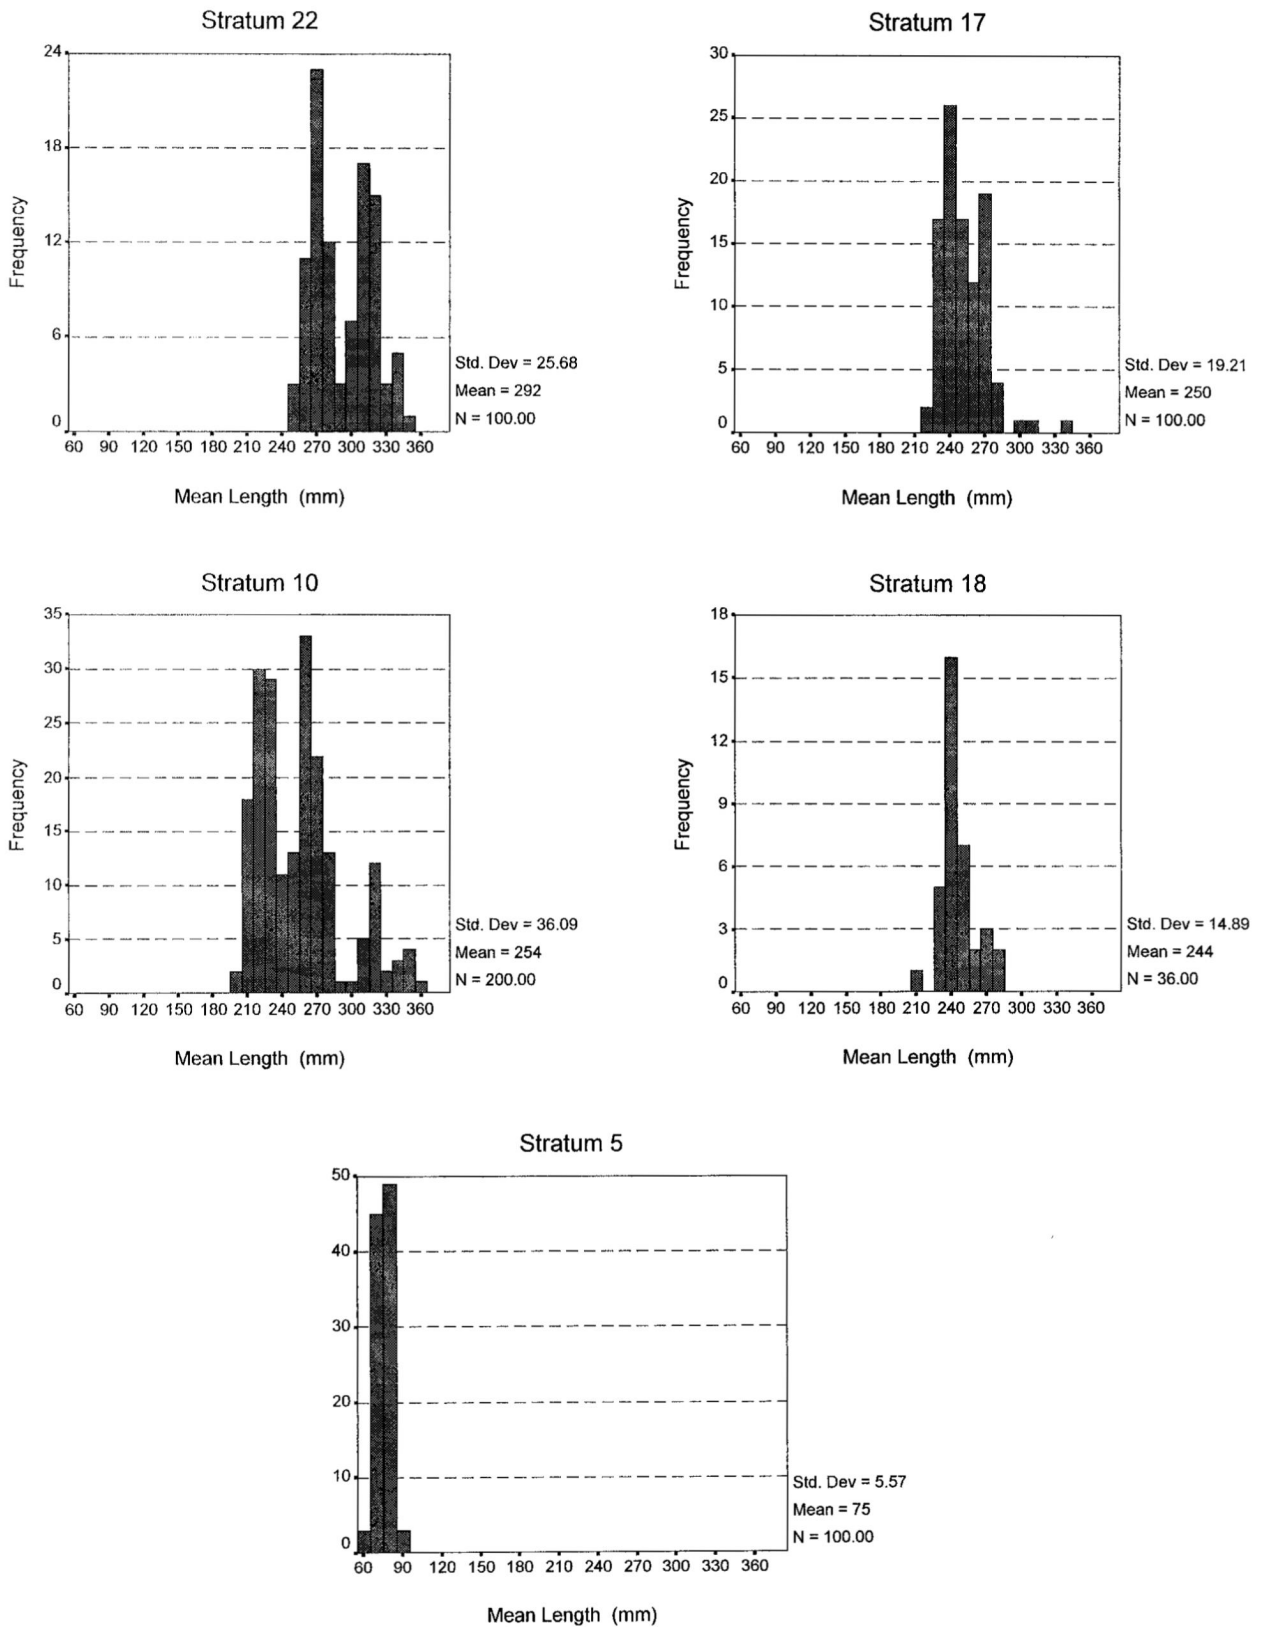 Stratum 22
24
18
12
6
0
Frequency
60 90 120 150 180 210 240 270 300 330 360
Mean Length (mm)
Std. Dev = 25.68
Mean = 292
N = 100.00
Stratum 17
30
25
20
15
10
5
0
Frequency
60 90 120 150 180 210 240 270 300 330 360
Mean Length (mm)
Std. Dev = 19.21
Mean = 250
N = 100.00
Stratum 10
35
30
25
20
15
10
5
0
Frequency
60 90 120 150 180 210 240 270 300 330 360
Mean Length (mm)
Std. Dev = 36.09
Mean = 254
N = 200.00
Stratum 18
18
15
12
9
6
3
0
Frequency
60 90 120 150 180 210 240 270 300 330 360
Mean Length (mm)
Std. Dev = 14.89
Mean = 244
N = 36.00
Stratum 5
50
40
30
20
10
0
60 90 120 150 180 210 240 270 300 330 360
Mean Length (mm)
Std. Dev = 5.57
Mean = 75
N = 100.00